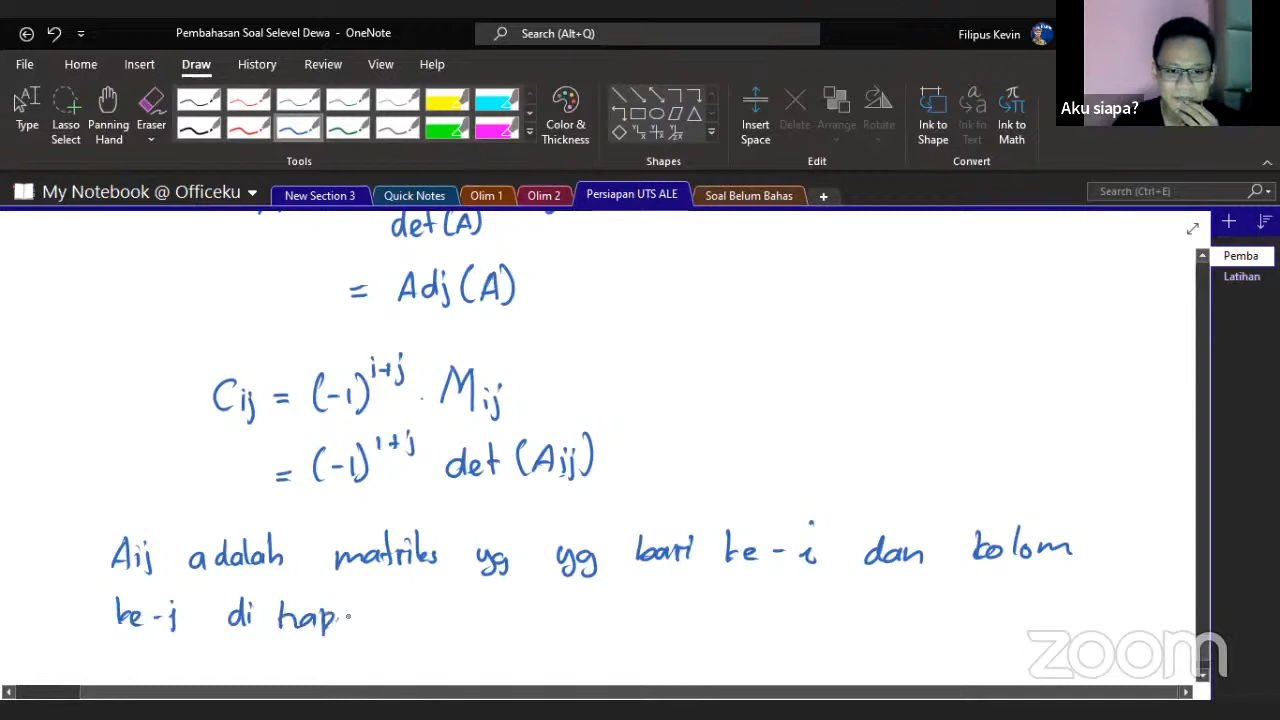 Pembahasan Soal Selevel Dewa - OneNote
Search (Alt+Q)
Filipus Kevin
File Home Insert Draw History Review View Help
Type
Lasso Select
Panning Hand
Eraser
Color & Thickness
Insert Space
Delete
Arrange
Rotate
Ink to Shape
Ink to Text
Ink to Math
Tools
Shapes
Edit
Convert
Aku siapa?
My Notebook @ Officeku
New Section 3
Quick Notes
Olim 1
Olim 2
Persiapan UTS ALE
Soal Belum Bahas
Search (Ctrl+E)
Pemba
Latihan
det(A)
= Adj(A)
Cij = (-1)^{i+j} . Mij
= (-1)^{i+j} det(Aij)
Aij adalah matriks yg yg bari ke-i dan kolom
ke-j di hap
zoom